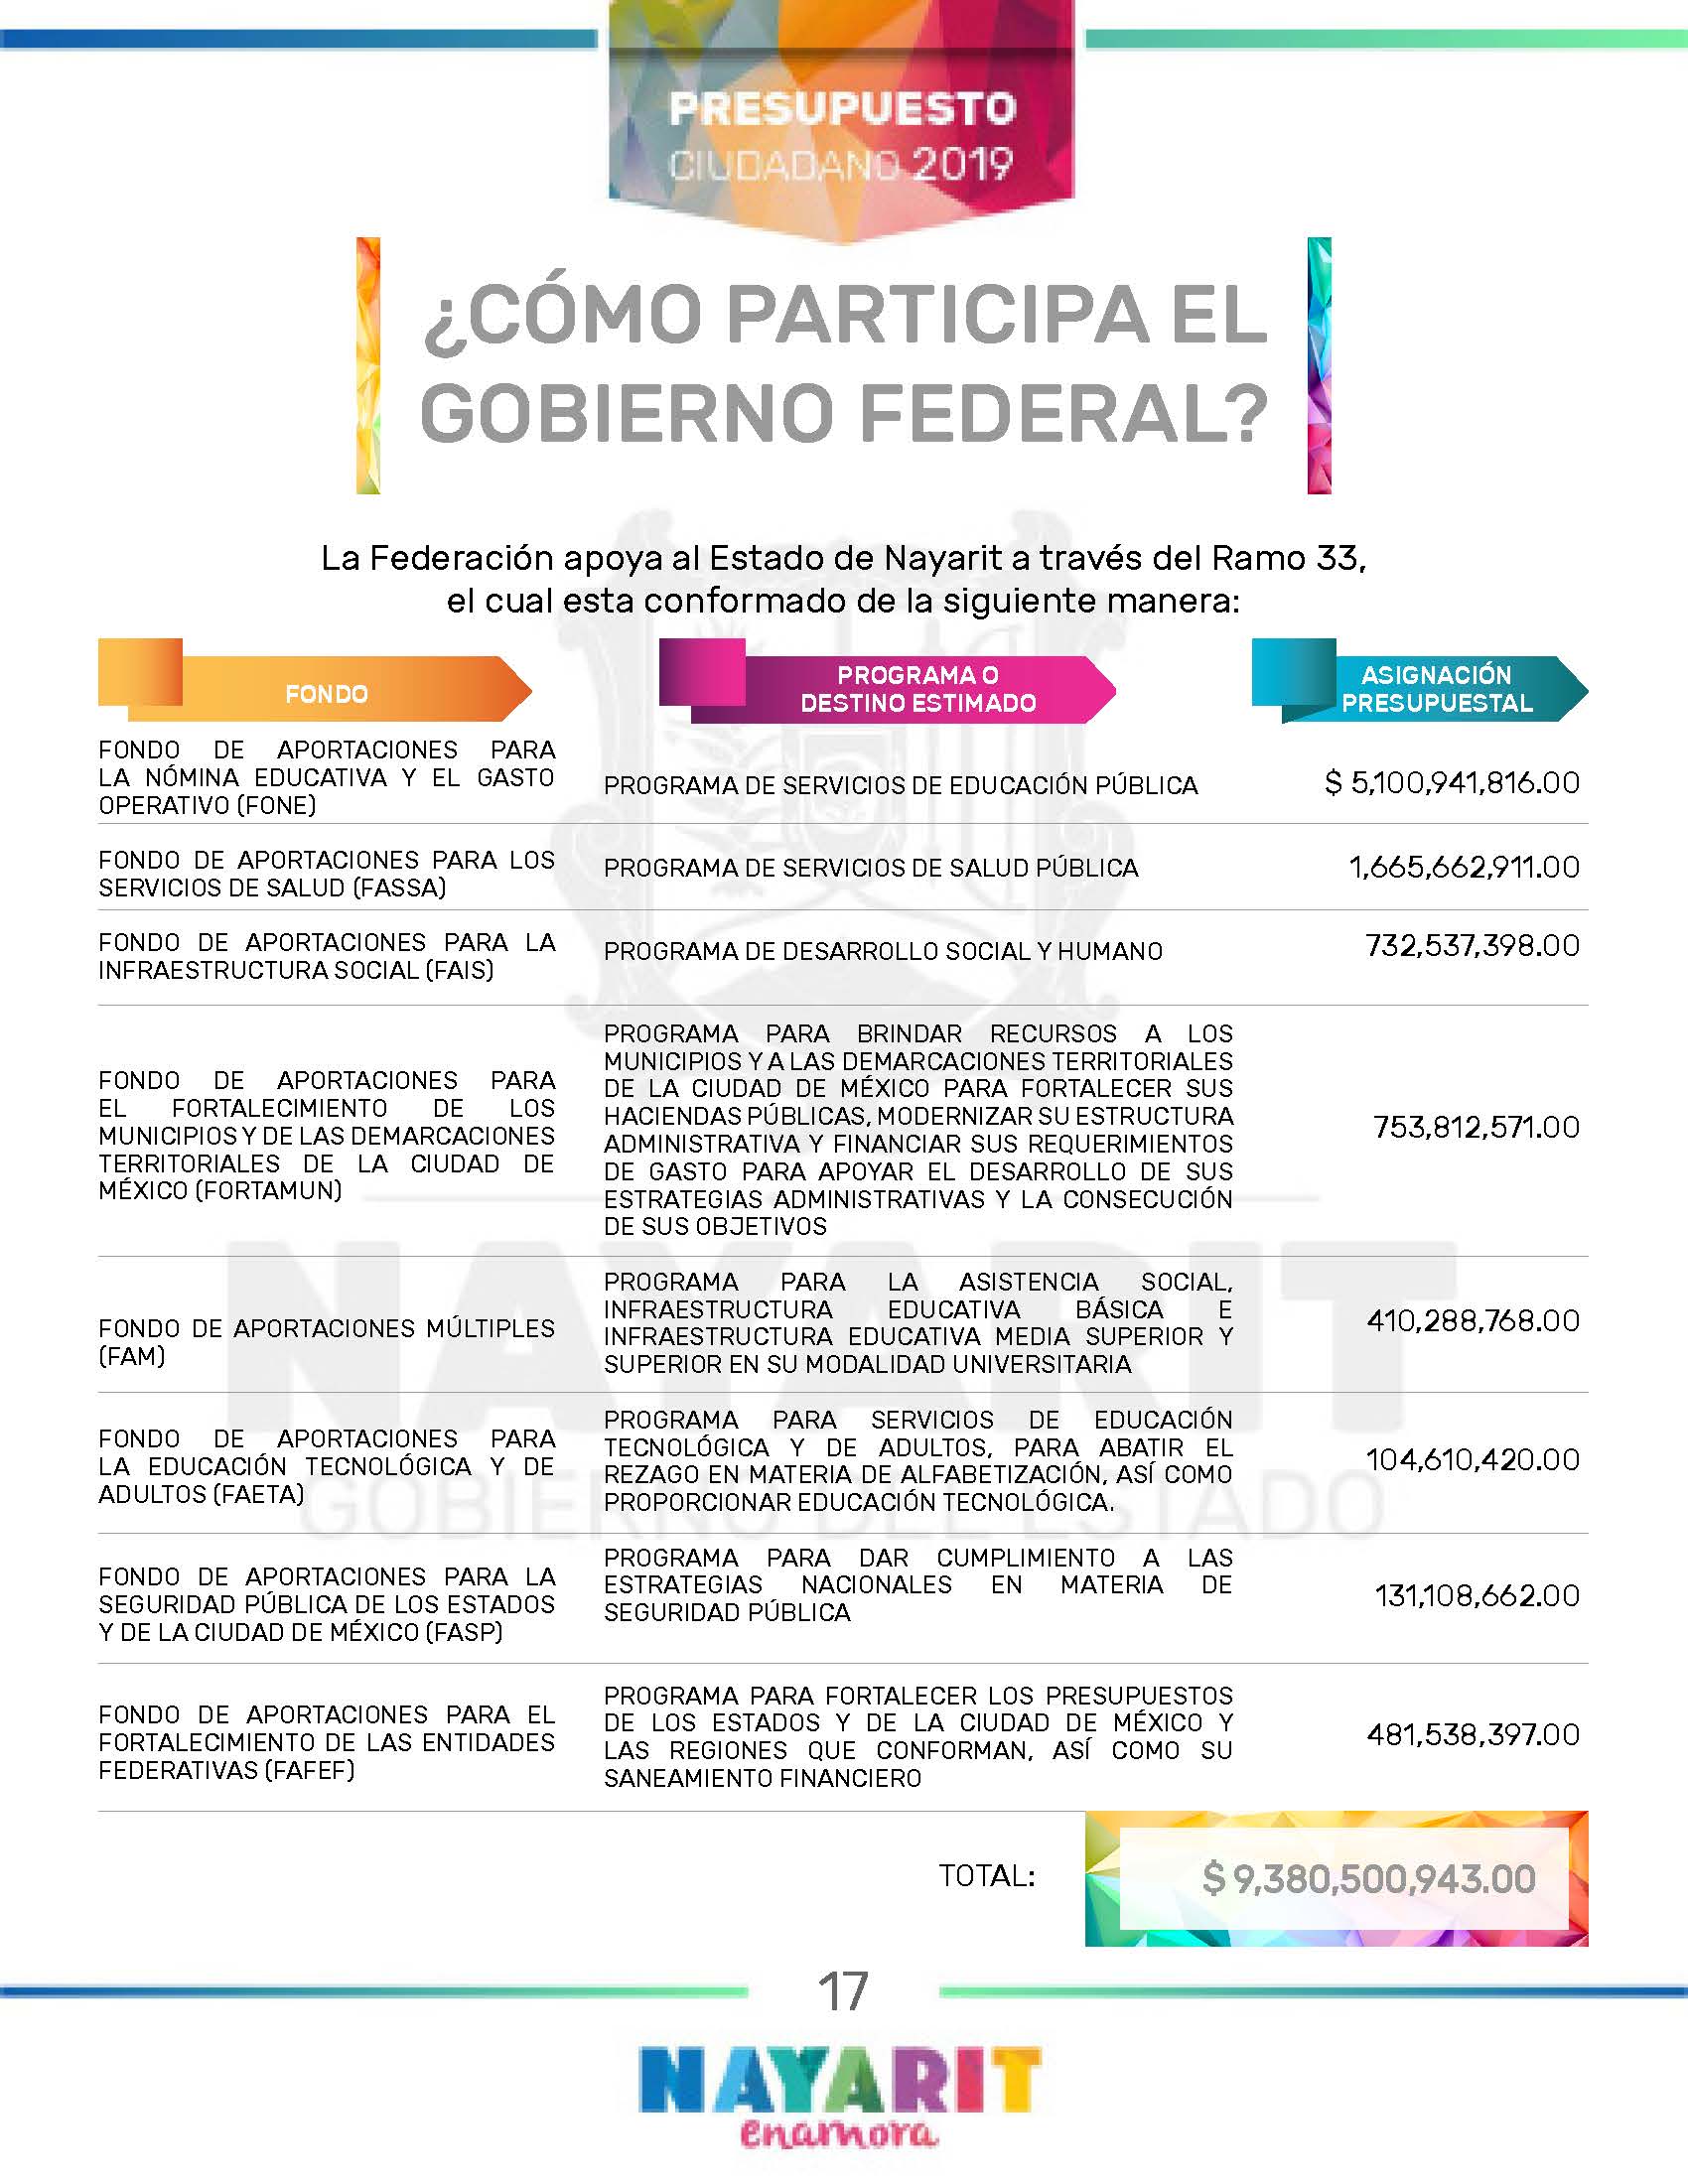 PRESUPUESTO
CIUDADANO 2019
¿CÓMO PARTICIPA EL
GOBIERNO FEDERAL?
La Federación apoya al Estado de Nayarit a través del Ramo 33,
el cual esta conformado de la siguiente manera:
FONDO
PROGRAMA O
DESTINO ESTIMADO
ASIGNACIÓN
PRESUPUESTAL
FONDO DE APORTACIONES PARA
LA NÓMINA EDUCATIVA Y EL GASTO
OPERATIVO (FONE)
PROGRAMA DE SERVICIOS DE EDUCACIÓN PÚBLICA
$ 5,100,941,816.00
FONDO DE APORTACIONES PARA LOS
SERVICIOS DE SALUD (FASSA)
PROGRAMA DE SERVICIOS DE SALUD PÚBLICA
1,665,662,911.00
FONDO DE APORTACIONES PARA LA
INFRAESTRUCTURA SOCIAL (FAIS)
PROGRAMA DE DESARROLLO SOCIAL Y HUMANO
732,537,398.00
FONDO DE APORTACIONES PARA
EL FORTALECIMIENTO DE LOS
MUNICIPIOS Y DE LAS DEMARCACIONES
TERRITORIALES DE LA CIUDAD DE
MÉXICO (FORTAMUN)
PROGRAMA PARA BRINDAR RECURSOS A LOS
MUNICIPIOS Y A LAS DEMARCACIONES TERRITORIALES
DE LA CIUDAD DE MÉXICO PARA FORTALECER SUS
HACIENDAS PÚBLICAS, MODERNIZAR SU ESTRUCTURA
ADMINISTRATIVA Y FINANCIAR SUS REQUERIMIENTOS
DE GASTO PARA APOYAR EL DESARROLLO DE SUS
ESTRATEGIAS ADMINISTRATIVAS Y LA CONSECUCIÓN
DE SUS OBJETIVOS
753,812,571.00
FONDO DE APORTACIONES MÚLTIPLES
(FAM)
PROGRAMA PARA LA ASISTENCIA SOCIAL,
INFRAESTRUCTURA EDUCATIVA BÁSICA E
INFRAESTRUCTURA EDUCATIVA MEDIA SUPERIOR Y
SUPERIOR EN SU MODALIDAD UNIVERSITARIA
410,288,768.00
FONDO DE APORTACIONES PARA
LA EDUCACIÓN TECNOLÓGICA Y DE
ADULTOS (FAETA)
PROGRAMA PARA SERVICIOS DE EDUCACIÓN
TECNOLÓGICA Y DE ADULTOS, PARA ABATIR EL
REZAGO EN MATERIA DE ALFABETIZACIÓN, ASÍ COMO
PROPORCIONAR EDUCACIÓN TECNOLÓGICA.
104,610,420.00
FONDO DE APORTACIONES PARA LA
SEGURIDAD PÚBLICA DE LOS ESTADOS
Y DE LA CIUDAD DE MÉXICO (FASP)
PROGRAMA PARA DAR CUMPLIMIENTO A LAS
ESTRATEGIAS NACIONALES EN MATERIA DE
SEGURIDAD PÚBLICA
131,108,662.00
FONDO DE APORTACIONES PARA EL
FORTALECIMIENTO DE LAS ENTIDADES
FEDERATIVAS (FAFEF)
PROGRAMA PARA FORTALECER LOS PRESUPUESTOS
DE LOS ESTADOS Y DE LA CIUDAD DE MÉXICO Y
LAS REGIONES QUE CONFORMAN, ASÍ COMO SU
SANEAMIENTO FINANCIERO
481,538,397.00
NAYARIT
GOBIERNO DEL ESTADO
TOTAL:
$ 9,380,500,943.00
17
NAYARIT
enamora